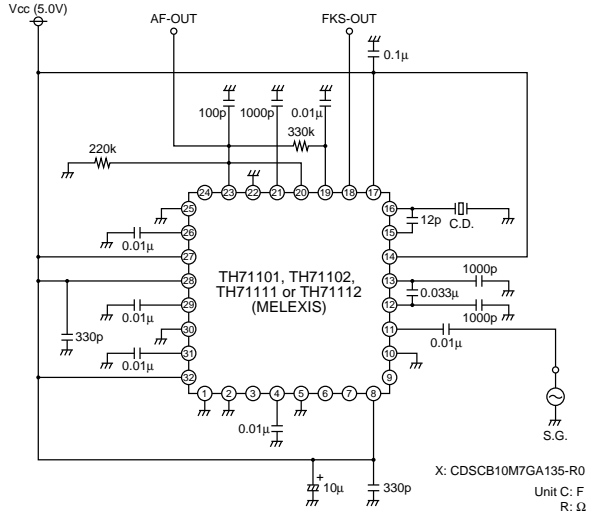 Vcc (5.0V)
AF-OUT
FKS-OUT
0.1μ
100p
1000p
0.01μ
330k
220k
24
23
22
21
20
19
18
17
25
16
12p
C.D.
26
0.01μ
15
27
14
TH71101, TH71102,
TH71111 or TH71112
(MELEXIS)
28
13
1000p
0.033μ
29
0.01μ
12
1000p
330p
30
11
0.01μ
31
0.01μ
10
32
9
1
2
3
4
5
6
7
8
0.01μ
S.G.
+
10μ
330p
X: CDSCB10M7GA135-R0
Unit C: F
R: Ω